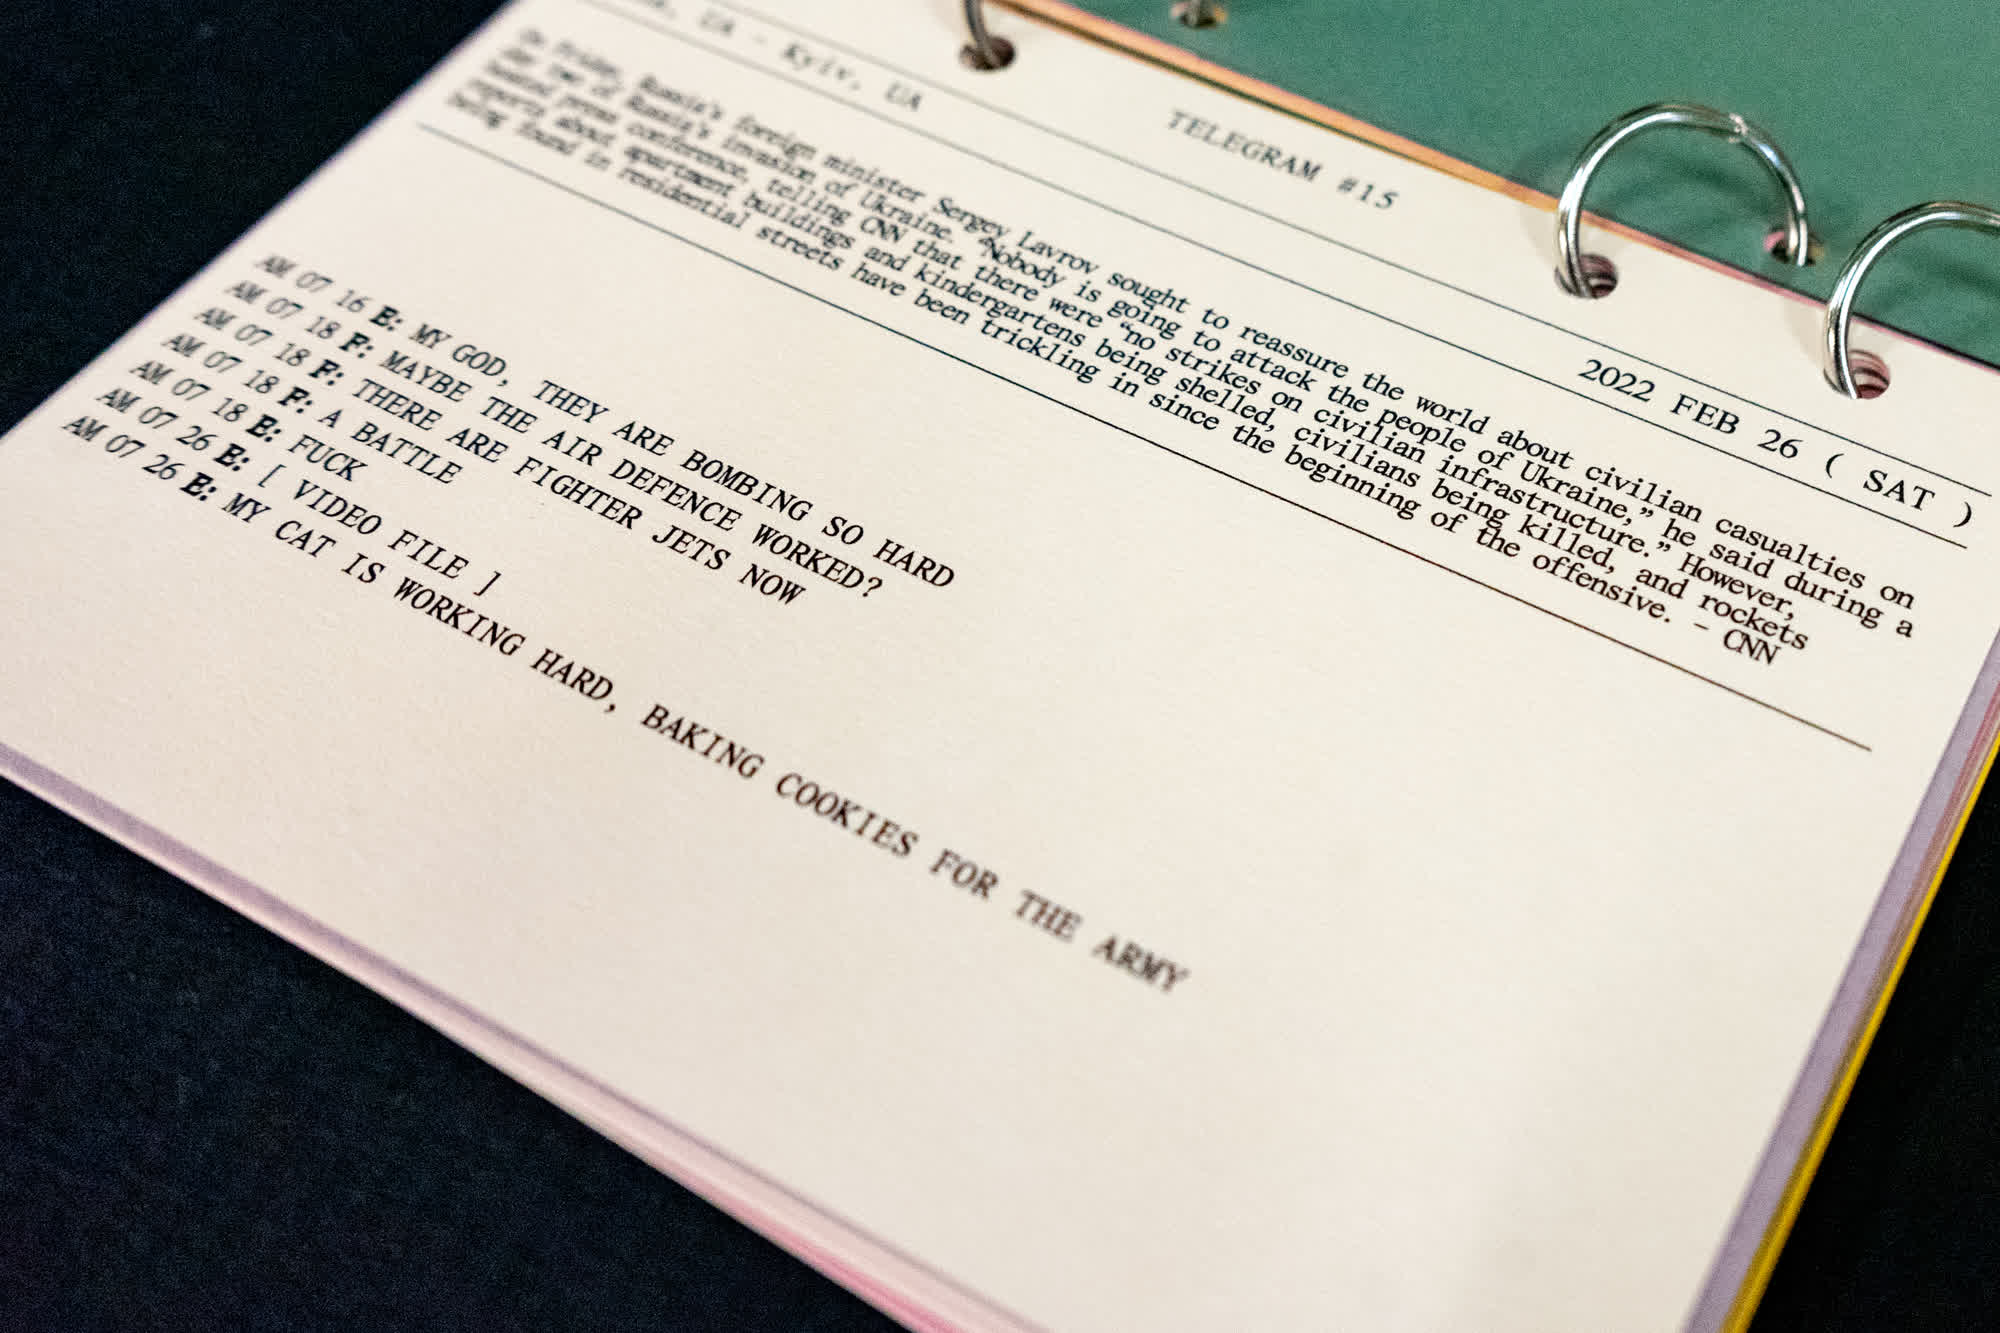 UA - Kyiv, UA
TELEGRAM #15
2022 FEB 26 ( SAT )
On Friday, Russia's foreign minister Sergey Lavrov sought to reassure the world about civilian casualties on
day two of Russia's invasion of Ukraine. “Nobody is going to attack the people of Ukraine,” he said during a
press conference, telling CNN that there were “no strikes on civilian infrastructure.” However,
reports about apartment buildings and kindergartens being shelled, civilians being killed, and rockets
being found in residential streets have been trickling in since the beginning of the offensive. - CNN
AM 07 16 E: MY GOD, THEY ARE BOMBING SO HARD
AM 07 18 F: MAYBE THE AIR DEFENCE WORKED?
AM 07 18 F: THERE ARE FIGHTER JETS NOW
AM 07 18 F: A BATTLE
AM 07 18 E: FUCK
AM 07 26 E: [ VIDEO FILE ]
AM 07 26 E: MY CAT IS WORKING HARD, BAKING COOKIES FOR THE ARMY